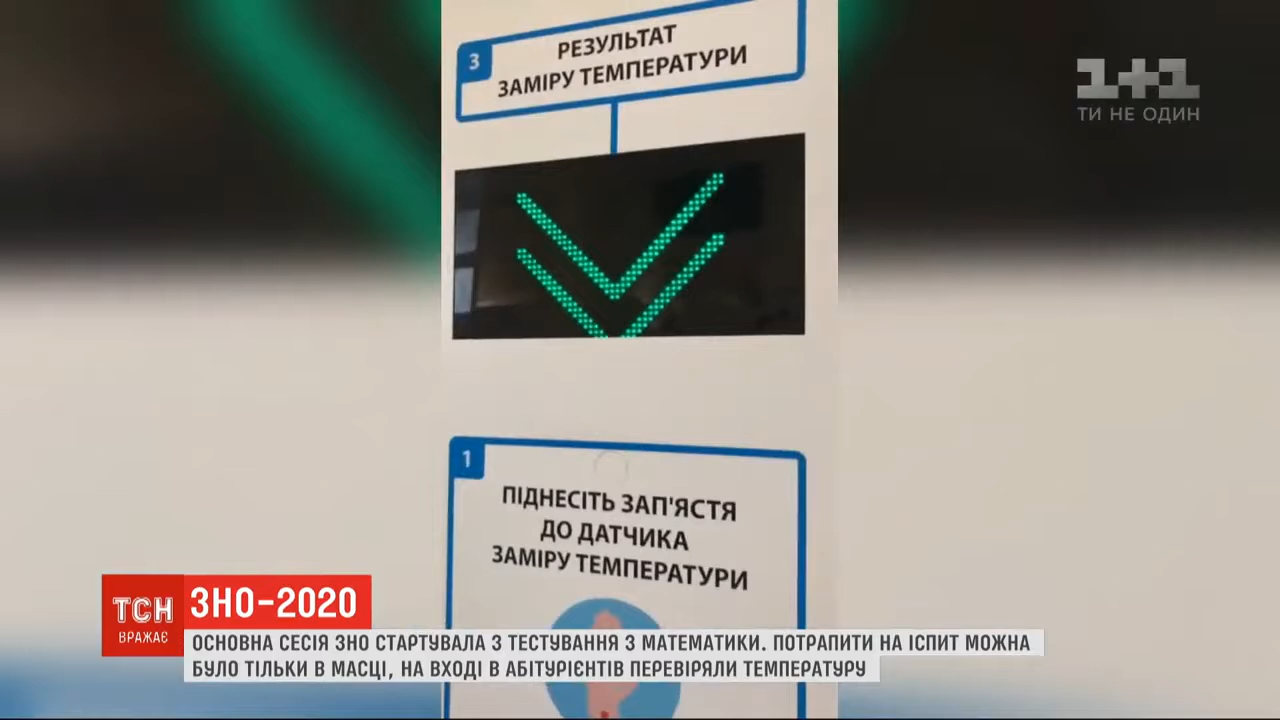 3
РЕЗУЛЬТАТ
ЗАМІРУ ТЕМПЕРАТУРИ
1+1
ТИ НЕ ОДИН
1
ПІДНЕСІТЬ ЗАП'ЯСТЯ
ДО ДАТЧИКА
ЗАМІРУ ТЕМПЕРАТУРИ
ТСН
ВРАЖАЄ
ЗНО-2020
ОСНОВНА СЕСІЯ ЗНО СТАРТУВАЛА З ТЕСТУВАННЯ З МАТЕМАТИКИ. ПОТРАПИТИ НА ІСПИТ МОЖНА
БУЛО ТІЛЬКИ В МАСЦІ, НА ВХОДІ В АБІТУРІЄНТІВ ПЕРЕВІРЯЛИ ТЕМПЕРАТУРУ